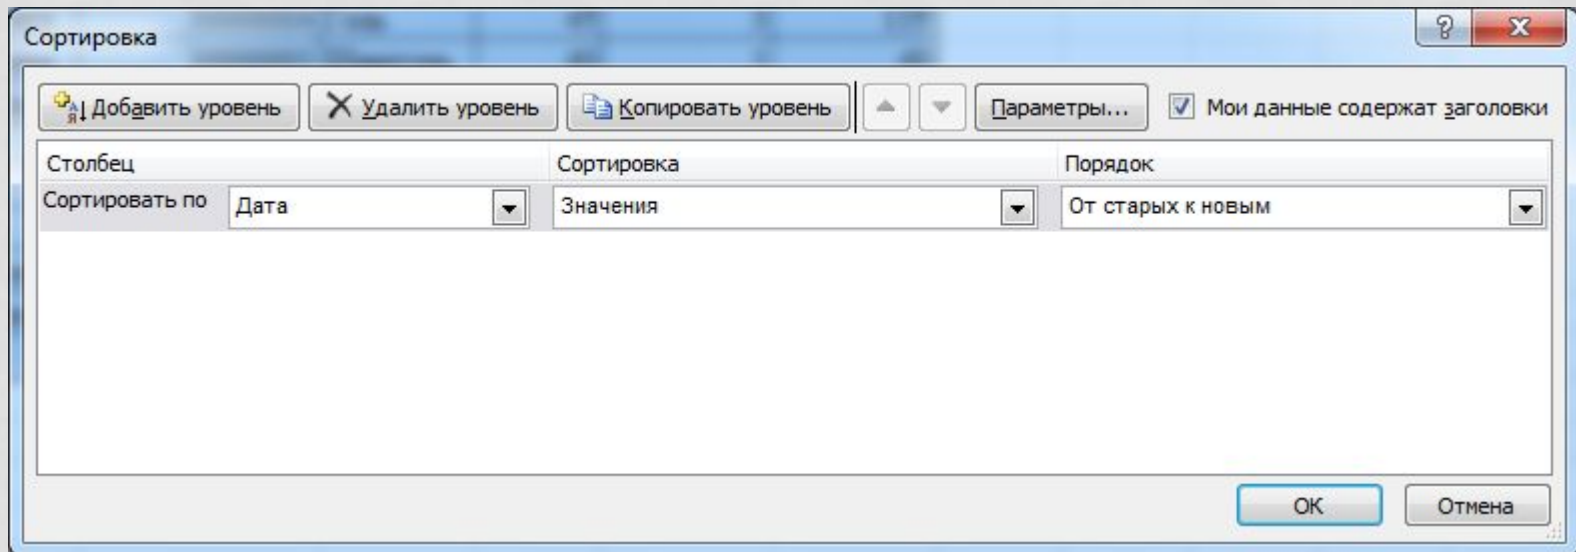 Сортировка
Добавить уровень Удалить уровень Копировать уровень Параметры... Мои данные содержат заголовки
Столбец Сортировка Порядок
Сортировать по Дата Значения От старых к новым
ОК Отмена